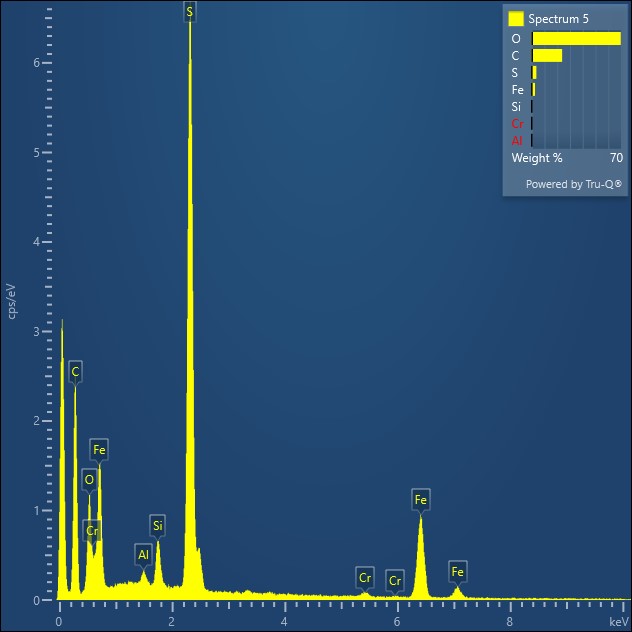 S
Spectrum 5
O
C
S
Fe
Si
Cr
Al
Weight % 70
Powered by Tru-Q®
6
5
4
cps/eV
3
C
2
Fe
O
Fe
Cr
Si
1
Al
Fe
Cr
Cr
0
0 2 4 6 8 keV